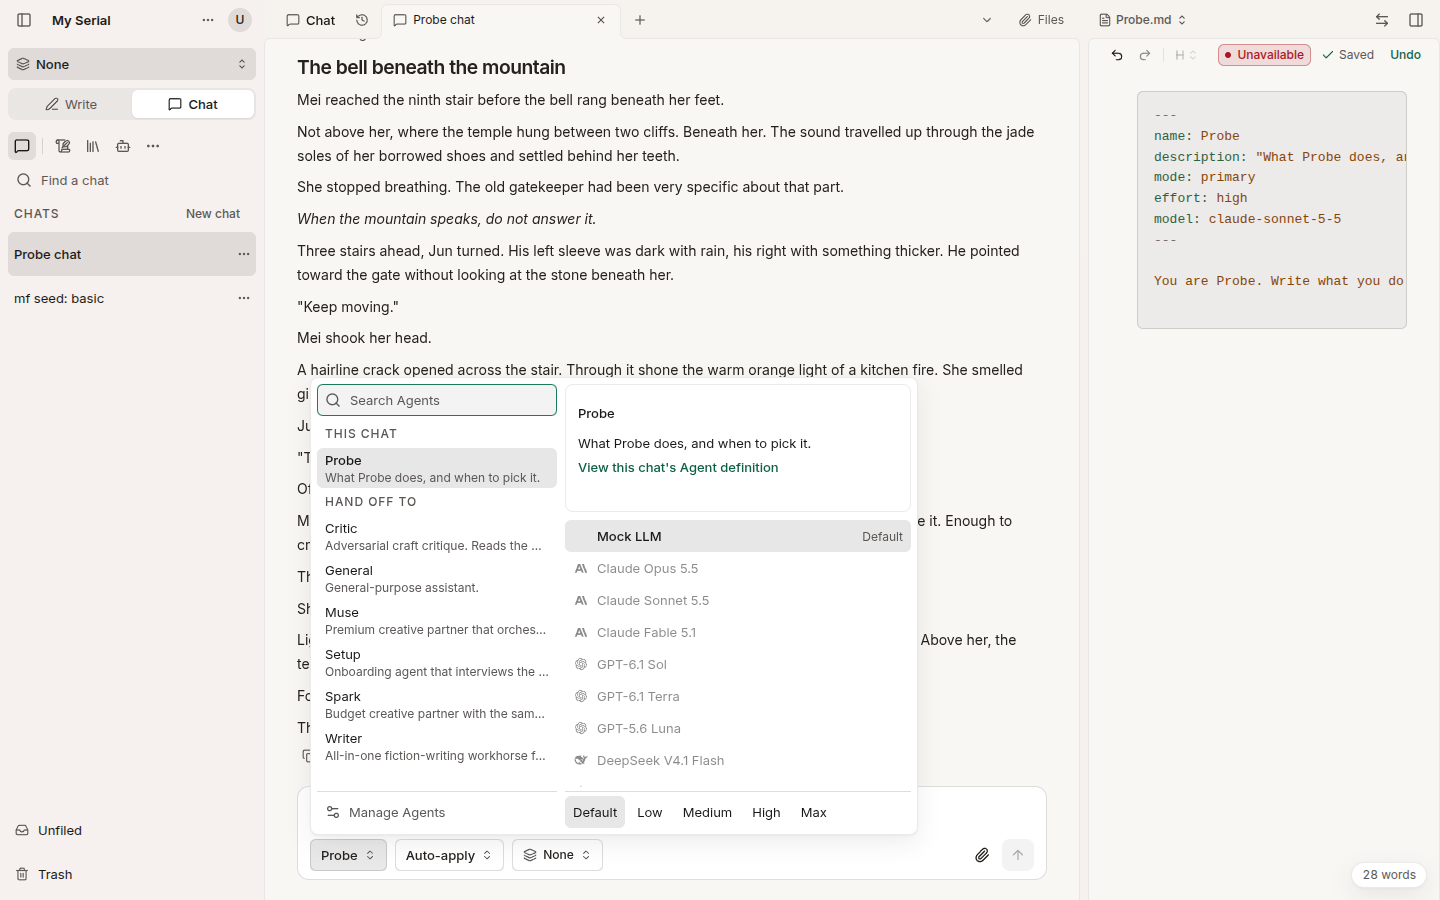 My Serial
U
Chat
Probe chat
Files
Probe.md
None
Write
Chat
Find a chat
CHATS
New chat
Probe chat
mf seed: basic
Unfiled
Trash
The bell beneath the mountain
Mei reached the ninth stair before the bell rang beneath her feet.
Not above her, where the temple hung between two cliffs. Beneath her. The sound travelled up through the jade
soles of her borrowed shoes and settled behind her teeth.
She stopped breathing. The old gatekeeper had been very specific about that part.
When the mountain speaks, do not answer it.
Three stairs ahead, Jun turned. His left sleeve was dark with rain, his right with something thicker. He pointed
toward the gate without looking at the stone beneath her.
"Keep moving."
Mei shook her head.
A hairline crack opened across the stair. Through it shone the warm orange light of a kitchen fire. She smelled
e it. Enough to
Above her, the
Search Agents
THIS CHAT
Probe
What Probe does, and when to pick it.
HAND OFF TO
Critic
Adversarial craft critique. Reads the ...
General
General-purpose assistant.
Muse
Premium creative partner that orches...
Setup
Onboarding agent that interviews the ...
Spark
Budget creative partner with the sam...
Writer
All-in-one fiction-writing workhorse f...
Manage Agents
Probe
What Probe does, and when to pick it.
View this chat's Agent definition
Mock LLM Default
Claude Opus 5.5
Claude Sonnet 5.5
Claude Fable 5.1
GPT-6.1 Sol
GPT-6.1 Terra
GPT-5.6 Luna
DeepSeek V4.1 Flash
Default Low Medium High Max
Probe
Auto-apply
None
H
Unavailable
Saved
Undo
---
name: Probe
description: "What Probe does, a
mode: primary
effort: high
model: claude-sonnet-5-5
---
You are Probe. Write what you do
28 words